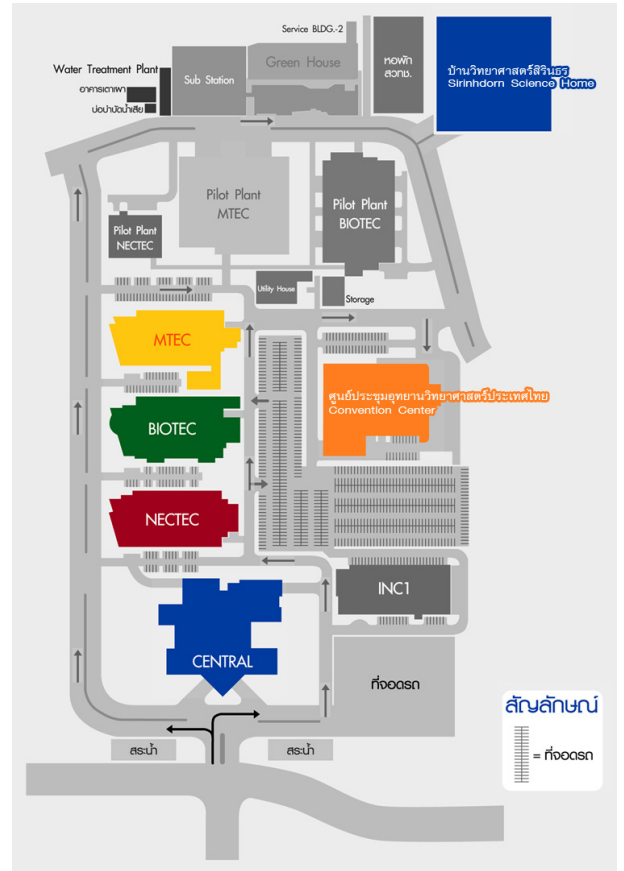 Service BLDG.-2
Green House
Water Treatment Plant
Sub Station
หอพัก
สวทช.
บ้านวิทยาศาสตร์สิรินธร
Sirinhdorn Science Home
อาคารเตาเผา
บ่อบำบัดน้ำเสีย
Pilot Plant
MTEC
Pilot Plant
BIOTEC
Pilot Plant
NECTEC
Utility House
Storage
MTEC
ศูนย์ประชุมอุทยานวิทยาศาสตร์ประเทศไทย
Convention Center
BIOTEC
NECTEC
INC1
CENTRAL
ที่จอดรถ
สัญลักษณ์
= ที่จอดรถ
สระน้ำ
สระน้ำ